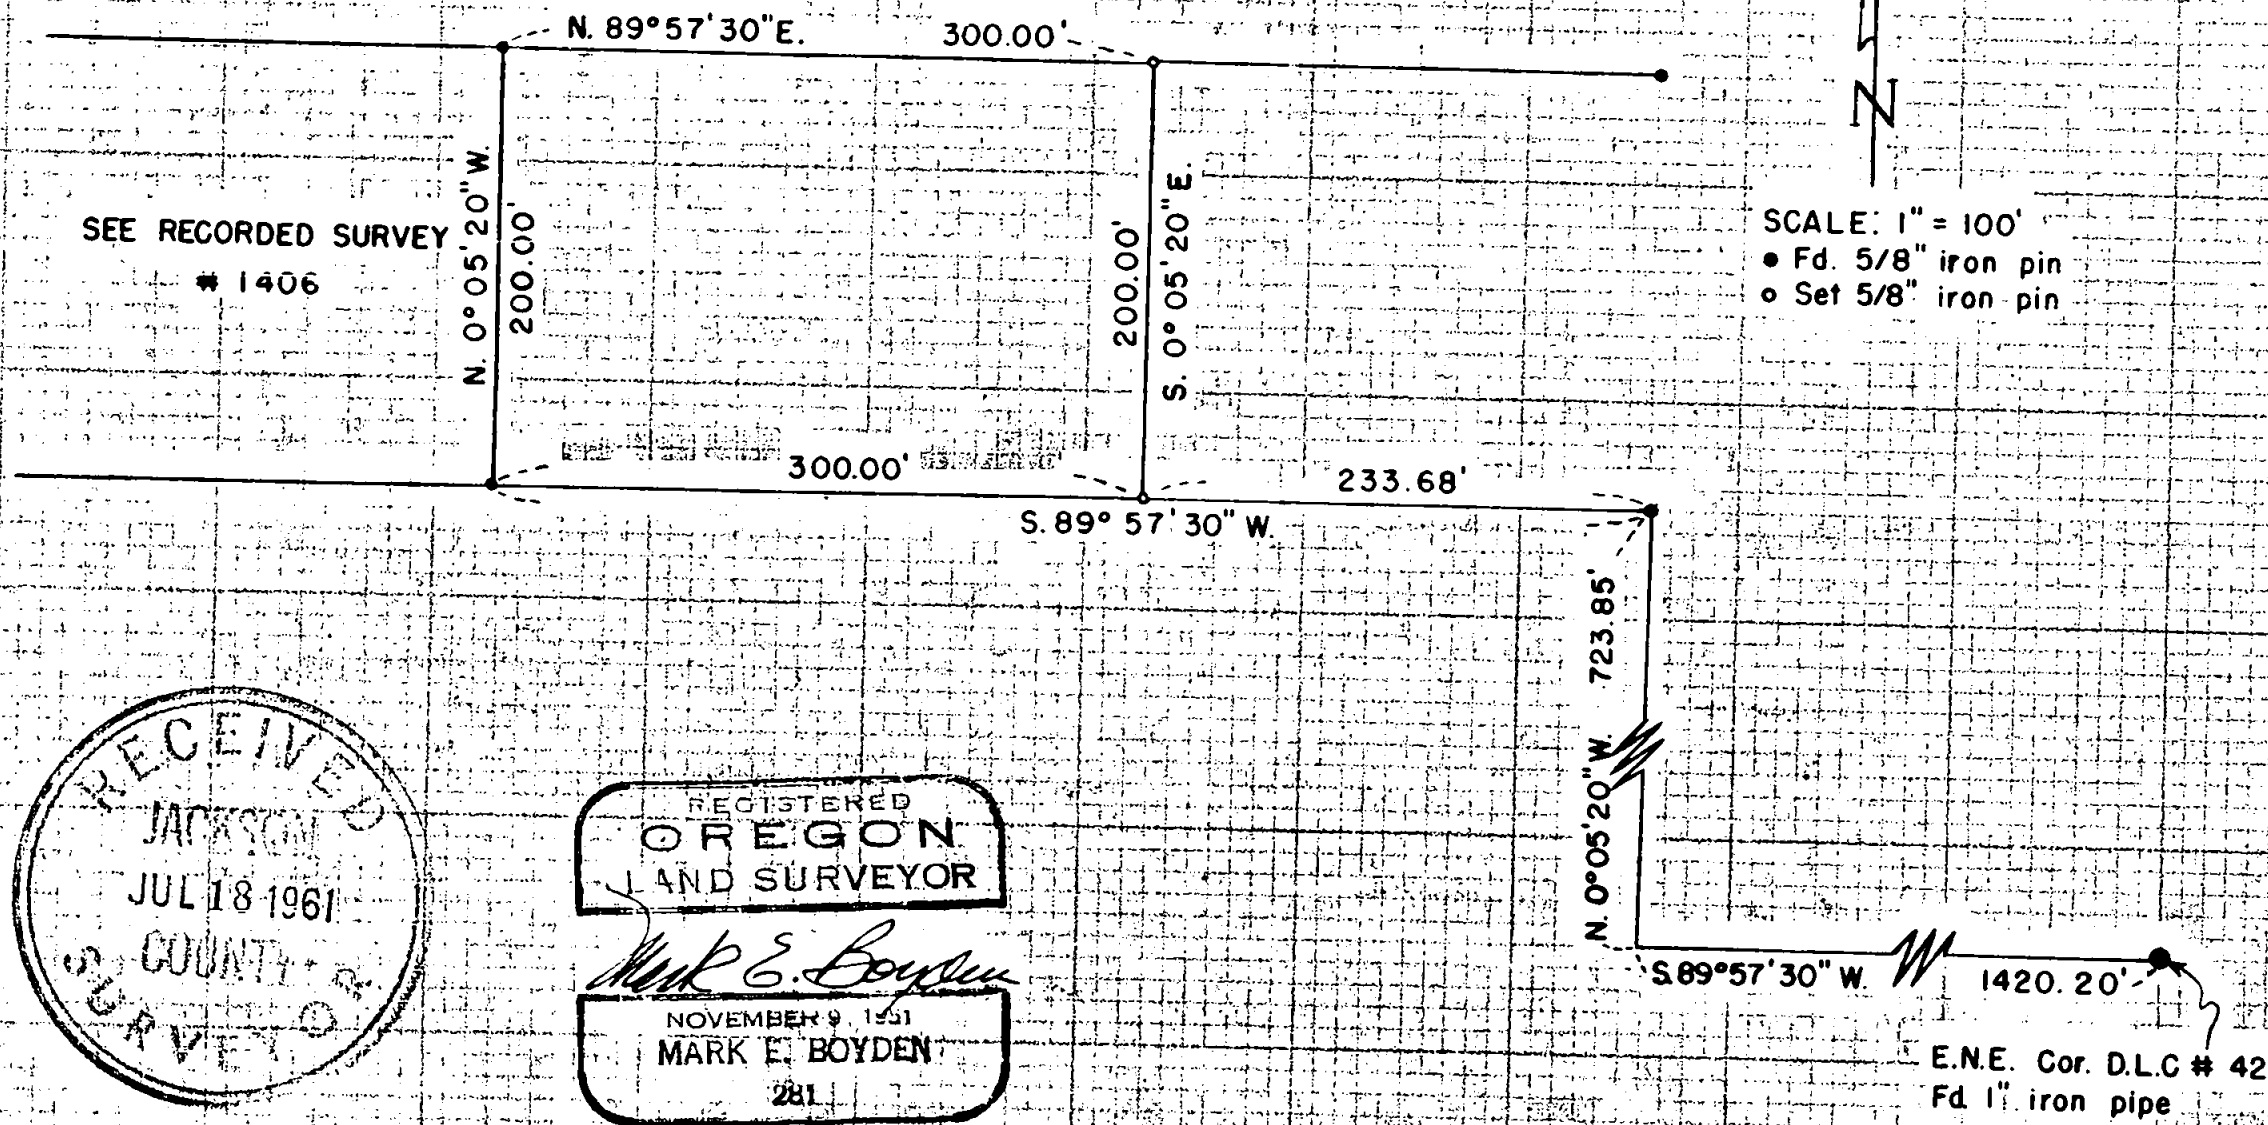 N. 89°57'30"E. 300.00'
N
N. 0°05'20"W.
200.00'
200.00'
S. 0°05'20"E.
SEE RECORDED SURVEY
# 1406
SCALE: 1" = 100'
● Fd. 5/8" iron pin
○ Set 5/8" iron pin
300.00'
233.68'
S. 89° 57'30" W.
N. 0°05'20"W. 723.85'
S.89°57'30" W. 1420.20'
E.N.E. Cor. D.L.C # 42
Fd 1" iron pipe
RECEIVED
JACKSON
JUL 18 1961
COUNTY
SURVEYOR
REGISTERED
OREGON
LAND SURVEYOR
Mark E. Boyden
NOVEMBER 9, 1951
MARK E. BOYDEN
281